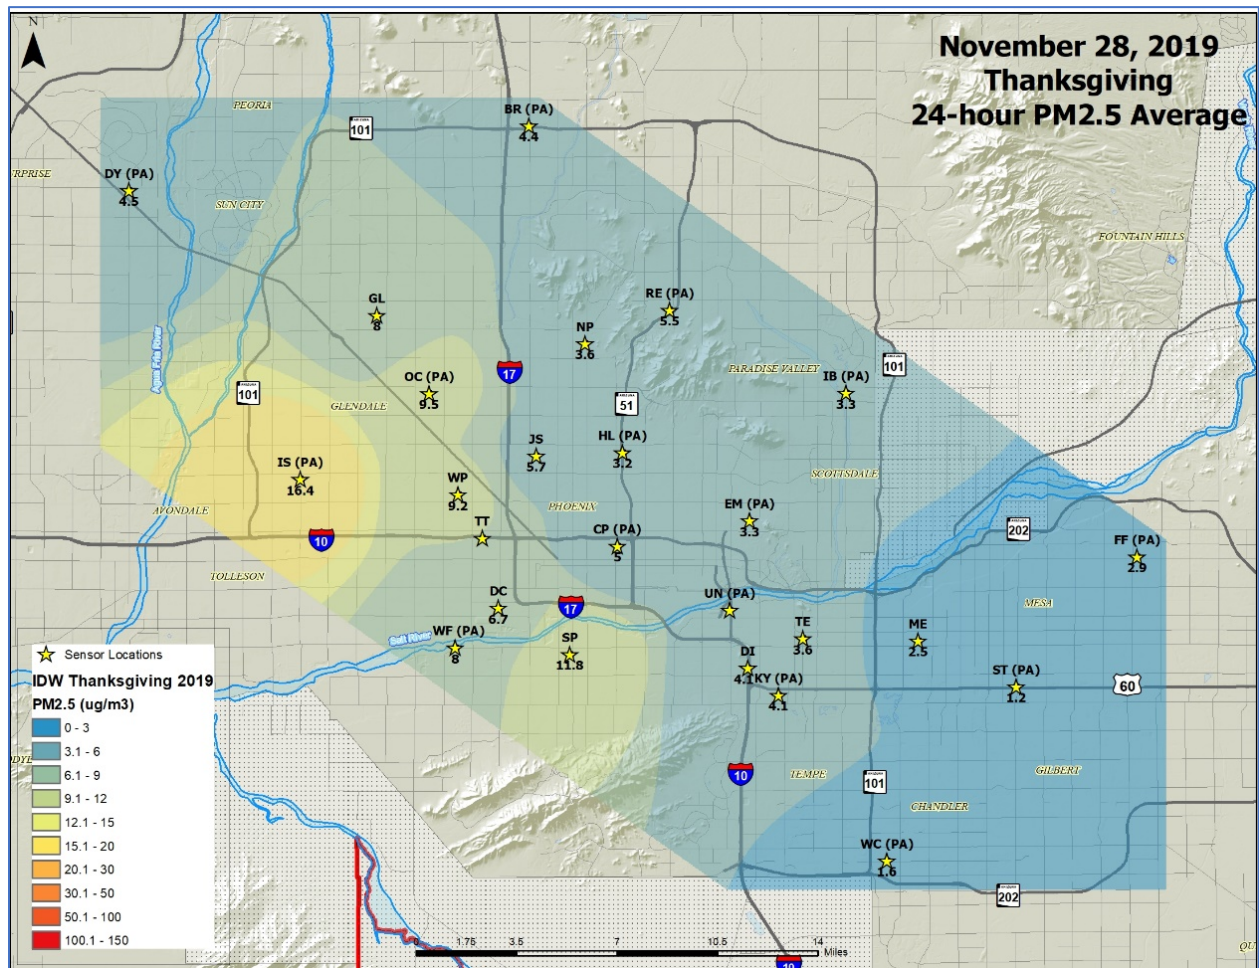 November 28, 2019
Thanksgiving
24-hour PM2.5 Average
N
PEORIA
101
BR (PA)
4.4
DY (PA)
4.5
SUN CITY
FOUNTAIN HILLS
GL
8
RE (PA)
5.5
NP
3.6
Agua Fria River
17
PARADISE VALLEY
101
OC (PA)
9.5
IB (PA)
3.3
101
GLENDALE
51
JS
5.7
HL (PA)
3.2
IS (PA)
16.4
WP
9.2
SCOTTSDALE
AVONDALE
PHOENIX
EM (PA)
3.3
TT
10
CP (PA)
5
202
FF (PA)
2.9
TOLLESON
DC
6.7
17
UN (PA)
MESA
WF (PA)
8
Salt River
SP
11.8
TE
3.6
ME
2.5
DI
4.1
KY (PA)
4.1
ST (PA)
1.2
60
10
TEMPE
101
GILBERT
CHANDLER
WC (PA)
1.6
202
Sensor Locations
IDW Thanksgiving 2019
PM2.5 (ug/m3)
0 - 3
3.1 - 6
6.1 - 9
9.1 - 12
12.1 - 15
15.1 - 20
20.1 - 30
30.1 - 50
50.1 - 100
100.1 - 150
0 1.75 3.5 7 10.5 14
Miles
10